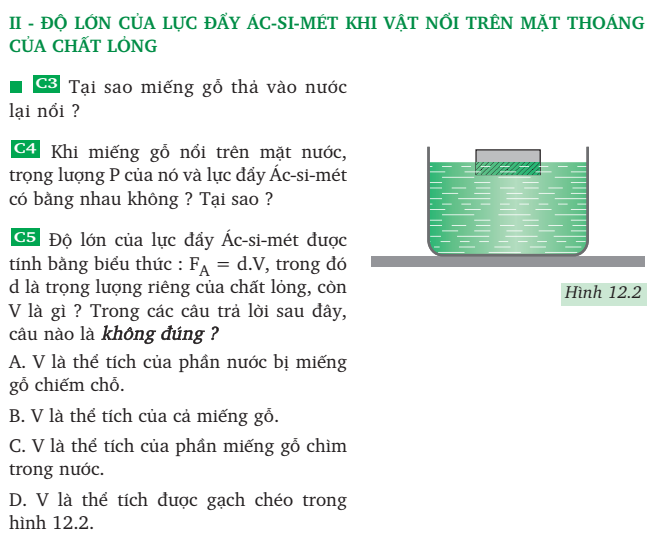 II - ĐỘ LỚN CỦA LỰC ĐẨY ÁC-SI-MÉT KHI VẬT NỔI TRÊN MẶT THOÁNG
CỦA CHẤT LỎNG
C3 Tại sao miếng gỗ thả vào nước
lại nổi ?
C4 Khi miếng gỗ nổi trên mặt nước,
trọng lượng P của nó và lực đẩy Ác-si-mét
có bằng nhau không ? Tại sao ?
C5 Độ lớn của lực đẩy Ác-si-mét được
tính bằng biểu thức : F_A = d.V, trong đó
d là trọng lượng riêng của chất lỏng, còn
V là gì ? Trong các câu trả lời sau đây,
câu nào là không đúng ?
A. V là thể tích của phần nước bị miếng
gỗ chiếm chỗ.
B. V là thể tích của cả miếng gỗ.
C. V là thể tích của phần miếng gỗ chìm
trong nước.
D. V là thể tích được gạch chéo trong
hình 12.2.
Hình 12.2